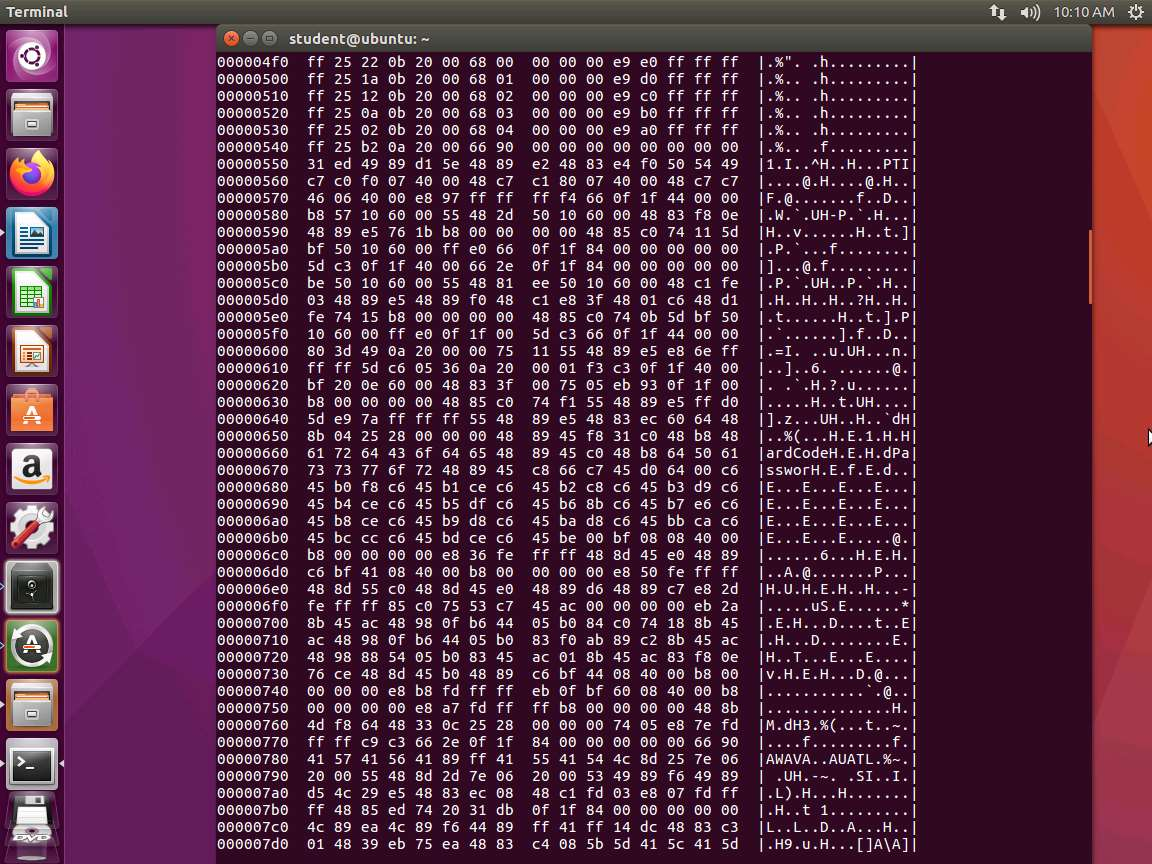 Terminal
10:10 AM
student@ubuntu: ~
000004f0  ff 25 22 0b 20 00 68 00  00 00 00 e9 e0 ff ff ff  |.%". .h.........|
00000500  ff 25 1a 0b 20 00 68 01  00 00 00 e9 d0 ff ff ff  |.%.. .h.........|
00000510  ff 25 12 0b 20 00 68 02  00 00 00 e9 c0 ff ff ff  |.%.. .h.........|
00000520  ff 25 0a 0b 20 00 68 03  00 00 00 e9 b0 ff ff ff  |.%.. .h.........|
00000530  ff 25 02 0b 20 00 68 04  00 00 00 e9 a0 ff ff ff  |.%.. .h.........|
00000540  ff 25 b2 0a 20 00 66 90  00 00 00 00 00 00 00 00  |.%.. .f.........|
00000550  31 ed 49 89 d1 5e 48 89  e2 48 83 e4 f0 50 54 49  |1.I..^H..H...PTI|
00000560  c7 c0 f0 07 40 00 48 c7  c1 80 07 40 00 48 c7 c7  |....@.H....@.H..|
00000570  46 06 40 00 e8 97 ff ff  ff f4 66 0f 1f 44 00 00  |F.@.......f..D..|
00000580  b8 57 10 60 00 55 48 2d  50 10 60 00 48 83 f8 0e  |.W.`.UH-P.`.H...|
00000590  48 89 e5 76 1b b8 00 00  00 00 48 85 c0 74 11 5d  |H..v......H..t.]|
000005a0  bf 50 10 60 00 ff e0 66  0f 1f 84 00 00 00 00 00  |.P.`...f........|
000005b0  5d c3 0f 1f 40 00 66 2e  0f 1f 84 00 00 00 00 00  |]...@.f.........|
000005c0  be 50 10 60 00 55 48 81  ee 50 10 60 00 48 c1 fe  |.P.`.UH..P.`.H..|
000005d0  03 48 89 e5 48 89 f0 48  c1 e8 3f 48 01 c6 48 d1  |.H..H..H..?H..H.|
000005e0  fe 74 15 b8 00 00 00 00  48 85 c0 74 0b 5d bf 50  |.t......H..t.].P|
000005f0  10 60 00 ff e0 0f 1f 00  5d c3 66 0f 1f 44 00 00  |.`......].f..D..|
00000600  80 3d 49 0a 20 00 00 75  11 55 48 89 e5 e8 6e ff  |.=I. ..u.UH...n.|
00000610  ff ff 5d c6 05 36 0a 20  00 01 f3 c3 0f 1f 40 00  |..]..6. ......@.|
00000620  bf 20 0e 60 00 48 83 3f  00 75 05 eb 93 0f 1f 00  |. .`.H.?.u......|
00000630  b8 00 00 00 00 48 85 c0  74 f1 55 48 89 e5 ff d0  |.....H..t.UH....|
00000640  5d e9 7a ff ff ff 55 48  89 e5 48 83 ec 60 64 48  |].z...UH..H..`dH|
00000650  8b 04 25 28 00 00 00 48  89 45 f8 31 c0 48 b8 48  |..%(...H.E.1.H.H|
00000660  61 72 64 43 6f 64 65 48  89 45 c0 48 b8 64 50 61  |ardCodeH.E.H.dPa|
00000670  73 73 77 6f 72 48 89 45  c8 66 c7 45 d0 64 00 c6  |ssworH.E.f.E.d..|
00000680  45 b0 f8 c6 45 b1 ce c6  45 b2 c8 c6 45 b3 d9 c6  |E...E...E...E...|
00000690  45 b4 ce c6 45 b5 df c6  45 b6 8b c6 45 b7 e6 c6  |E...E...E...E...|
000006a0  45 b8 ce c6 45 b9 d8 c6  45 ba d8 c6 45 bb ca c6  |E...E...E...E...|
000006b0  45 bc cc c6 45 bd ce c6  45 be 00 bf 08 08 40 00  |E...E...E.....@.|
000006c0  b8 00 00 00 00 e8 36 fe  ff ff 48 8d 45 e0 48 89  |......6...H.E.H.|
000006d0  c6 bf 41 08 40 00 b8 00  00 00 00 e8 50 fe ff ff  |..A.@.......P...|
000006e0  48 8d 55 c0 48 8d 45 e0  48 89 d6 48 89 c7 e8 2d  |H.U.H.E.H..H...-|
000006f0  fe ff ff 85 c0 75 53 c7  45 ac 00 00 00 00 eb 2a  |.....uS.E......*|
00000700  8b 45 ac 48 98 0f b6 44  05 b0 84 c0 74 18 8b 45  |.E.H...D....t..E|
00000710  ac 48 98 0f b6 44 05 b0  83 f0 ab 89 c2 8b 45 ac  |.H...D........E.|
00000720  48 98 88 54 05 b0 83 45  ac 01 8b 45 ac 83 f8 0e  |H..T...E...E....|
00000730  76 ce 48 8d 45 b0 48 89  c6 bf 44 08 40 00 b8 00  |v.H.E.H...D.@...|
00000740  00 00 00 e8 b8 fd ff ff  eb 0f bf 60 08 40 00 b8  |...........`.@..|
00000750  00 00 00 00 e8 a7 fd ff  ff b8 00 00 00 00 48 8b  |..............H.|
00000760  4d f8 64 48 33 0c 25 28  00 00 00 74 05 e8 7e fd  |M.dH3.%(...t..~.|
00000770  ff ff c9 c3 66 2e 0f 1f  84 00 00 00 00 00 66 90  |....f.........f.|
00000780  41 57 41 56 41 89 ff 41  55 41 54 4c 8d 25 7e 06  |AWAVA..AUATL.%~.|
00000790  20 00 55 48 8d 2d 7e 06  20 00 53 49 89 f6 49 89  | .UH.-~. .SI..I.|
000007a0  d5 4c 29 e5 48 83 ec 08  48 c1 fd 03 e8 07 fd ff  |.L).H...H.......|
000007b0  ff 48 85 ed 74 20 31 db  0f 1f 84 00 00 00 00 00  |.H..t 1.........|
000007c0  4c 89 ea 4c 89 f6 44 89  ff 41 ff 14 dc 48 83 c3  |L..L..D..A...H..|
000007d0  01 48 39 eb 75 ea 48 83  c4 08 5b 5d 41 5c 41 5d  |.H9.u.H...[]A\A]|